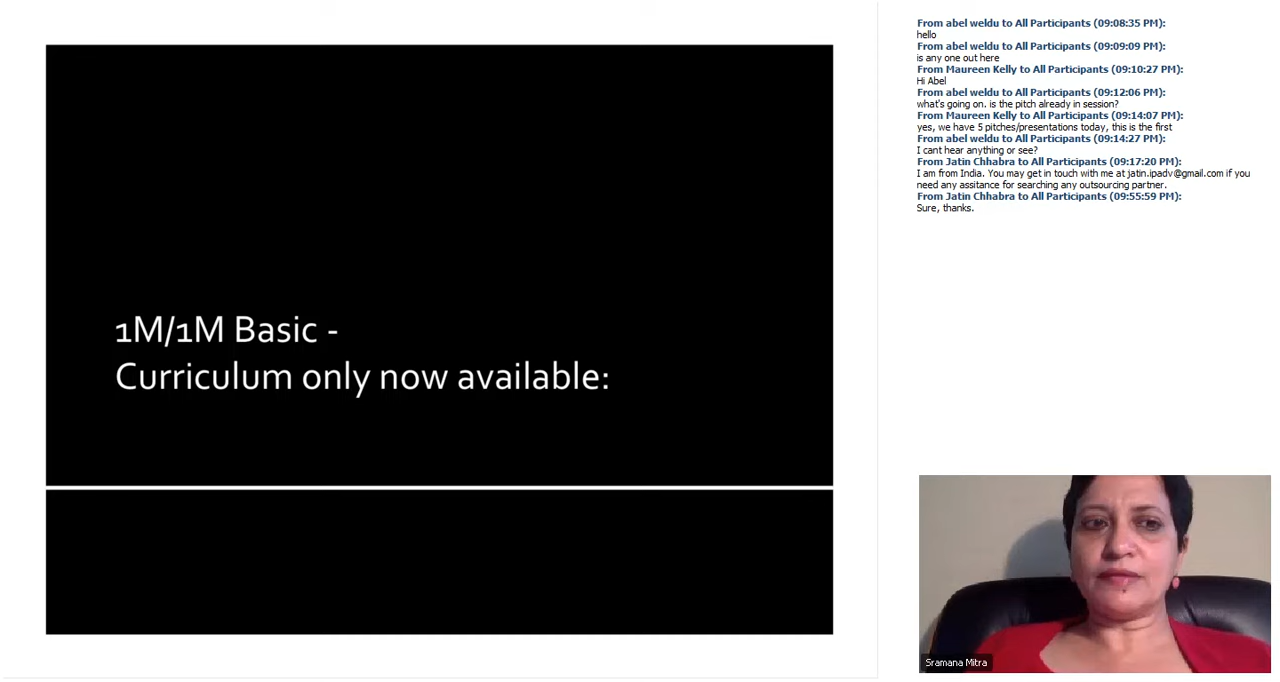 1M/1M Basic -
Curriculum only now available:
From abel weldu to All Participants (09:08:35 PM):
hello
From abel weldu to All Participants (09:09:09 PM):
is any one out here
From Maureen Kelly to All Participants (09:10:27 PM):
Hi Abel
From abel weldu to All Participants (09:12:06 PM):
what's going on. is the pitch already in session?
From Maureen Kelly to All Participants (09:14:07 PM):
yes, we have 5 pitches/presentations today, this is the first
From abel weldu to All Participants (09:14:27 PM):
I cant hear anything or see?
From Jatin Chhabra to All Participants (09:17:20 PM):
I am from India. You may get in touch with me at jatin.ipadv@gmail.com if you
need any assitance for searching any outsourcing partner.
From Jatin Chhabra to All Participants (09:55:59 PM):
Sure, thanks.
Sramana Mitra